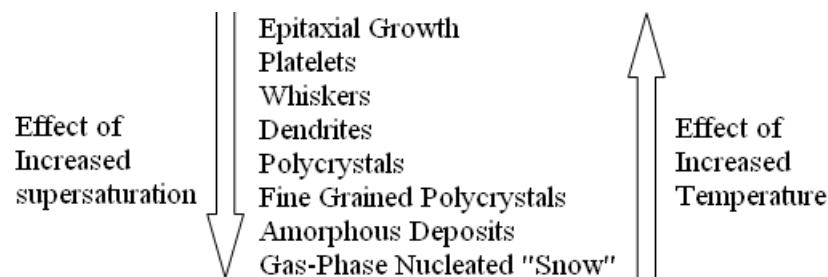 Effect of
Increased
supersaturation
Epitaxial Growth
Platelets
Whiskers
Dendrites
Polycrystals
Fine Grained Polycrystals
Amorphous Deposits
Gas-Phase Nucleated "Snow"
Effect of
Increased
Temperature